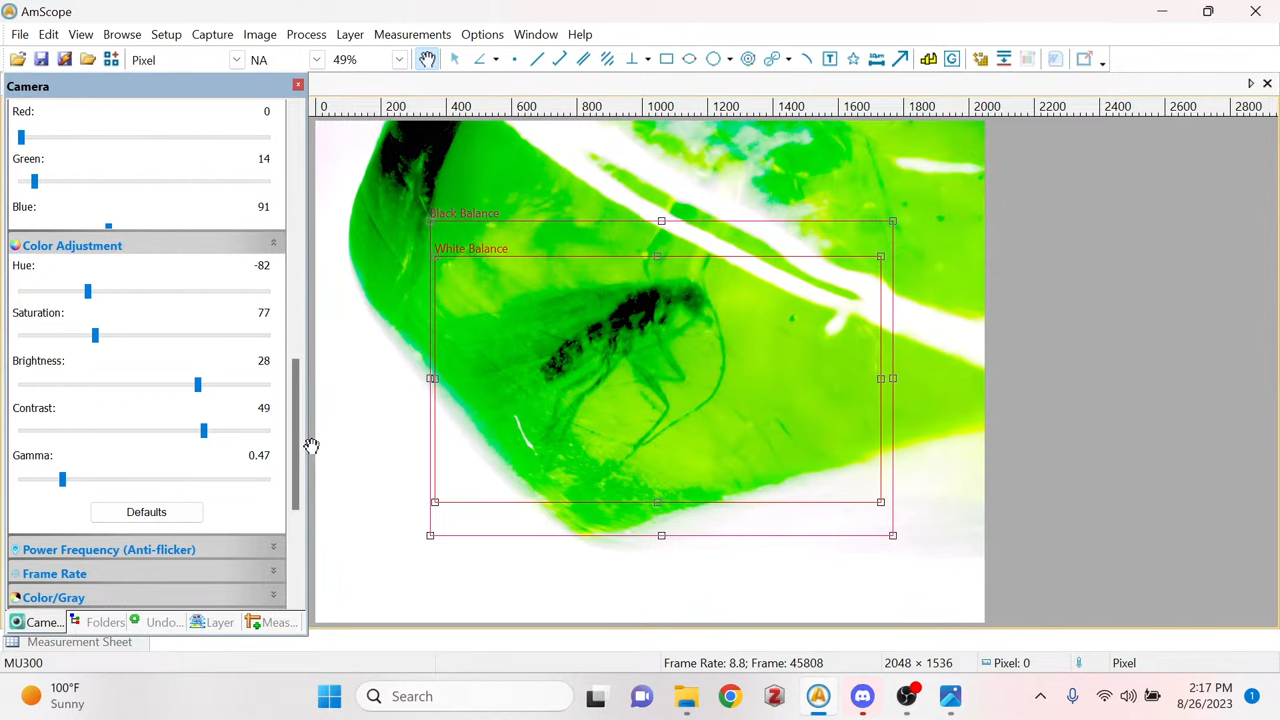 AmScope
File Edit View Browse Setup Capture Image Process Layer Measurements Options Window Help
Pixel NA 49%
Camera
0 200 400 600 800 1000 1200 1400 1600 1800 2000 2200 2400 2600 2800
Red: 0
Green: 14
Blue: 91
Color Adjustment
Hue: -82
Saturation: 77
Brightness: 28
Contrast: 49
Gamma: 0.47
Defaults
Power Frequency (Anti-flicker)
Frame Rate
Color/Gray
Came... Folders Undo... Layer Meas...
Black Balance
White Balance
Measurement Sheet
MU300 Frame Rate: 8.8; Frame: 45808 2048 × 1536 Pixel: 0 Pixel
100°F
Sunny
Search
2:17 PM
8/26/2023
1